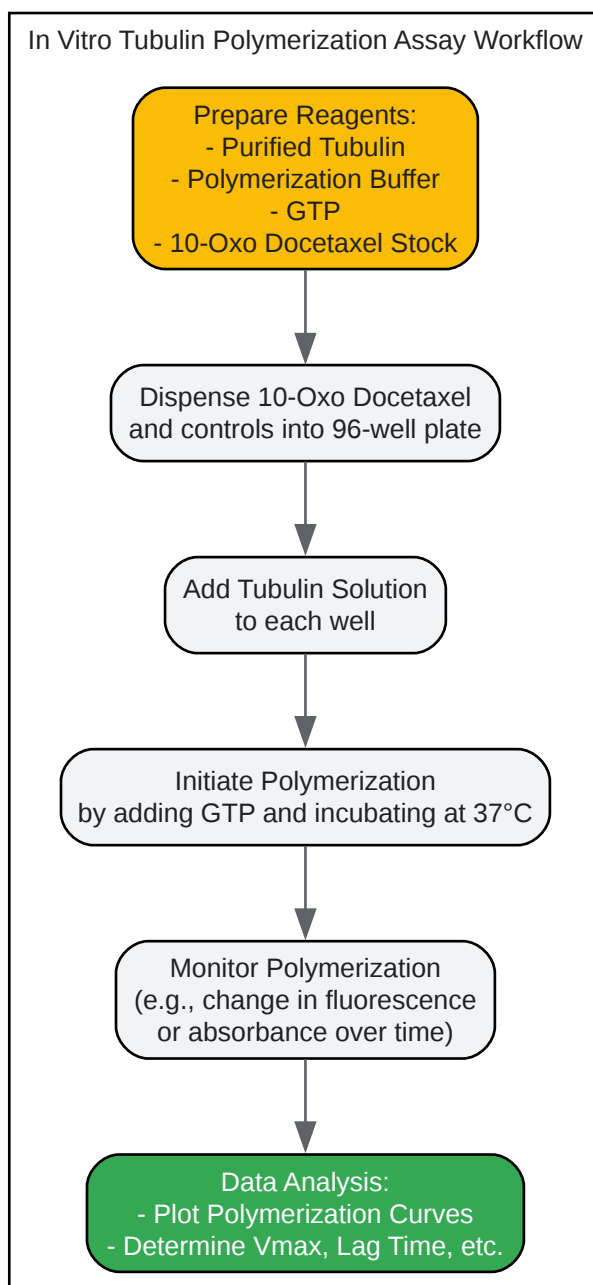 In Vitro Tubulin Polymerization Assay Workflow
Prepare Reagents:
- Purified Tubulin
- Polymerization Buffer
- GTP
- 10-Oxo Docetaxel Stock
Dispense 10-Oxo Docetaxel
and controls into 96-well plate
Add Tubulin Solution
to each well
Initiate Polymerization
by adding GTP and incubating at 37°C
Monitor Polymerization
(e.g., change in fluorescence
or absorbance over time)
Data Analysis:
- Plot Polymerization Curves
- Determine Vmax, Lag Time, etc.